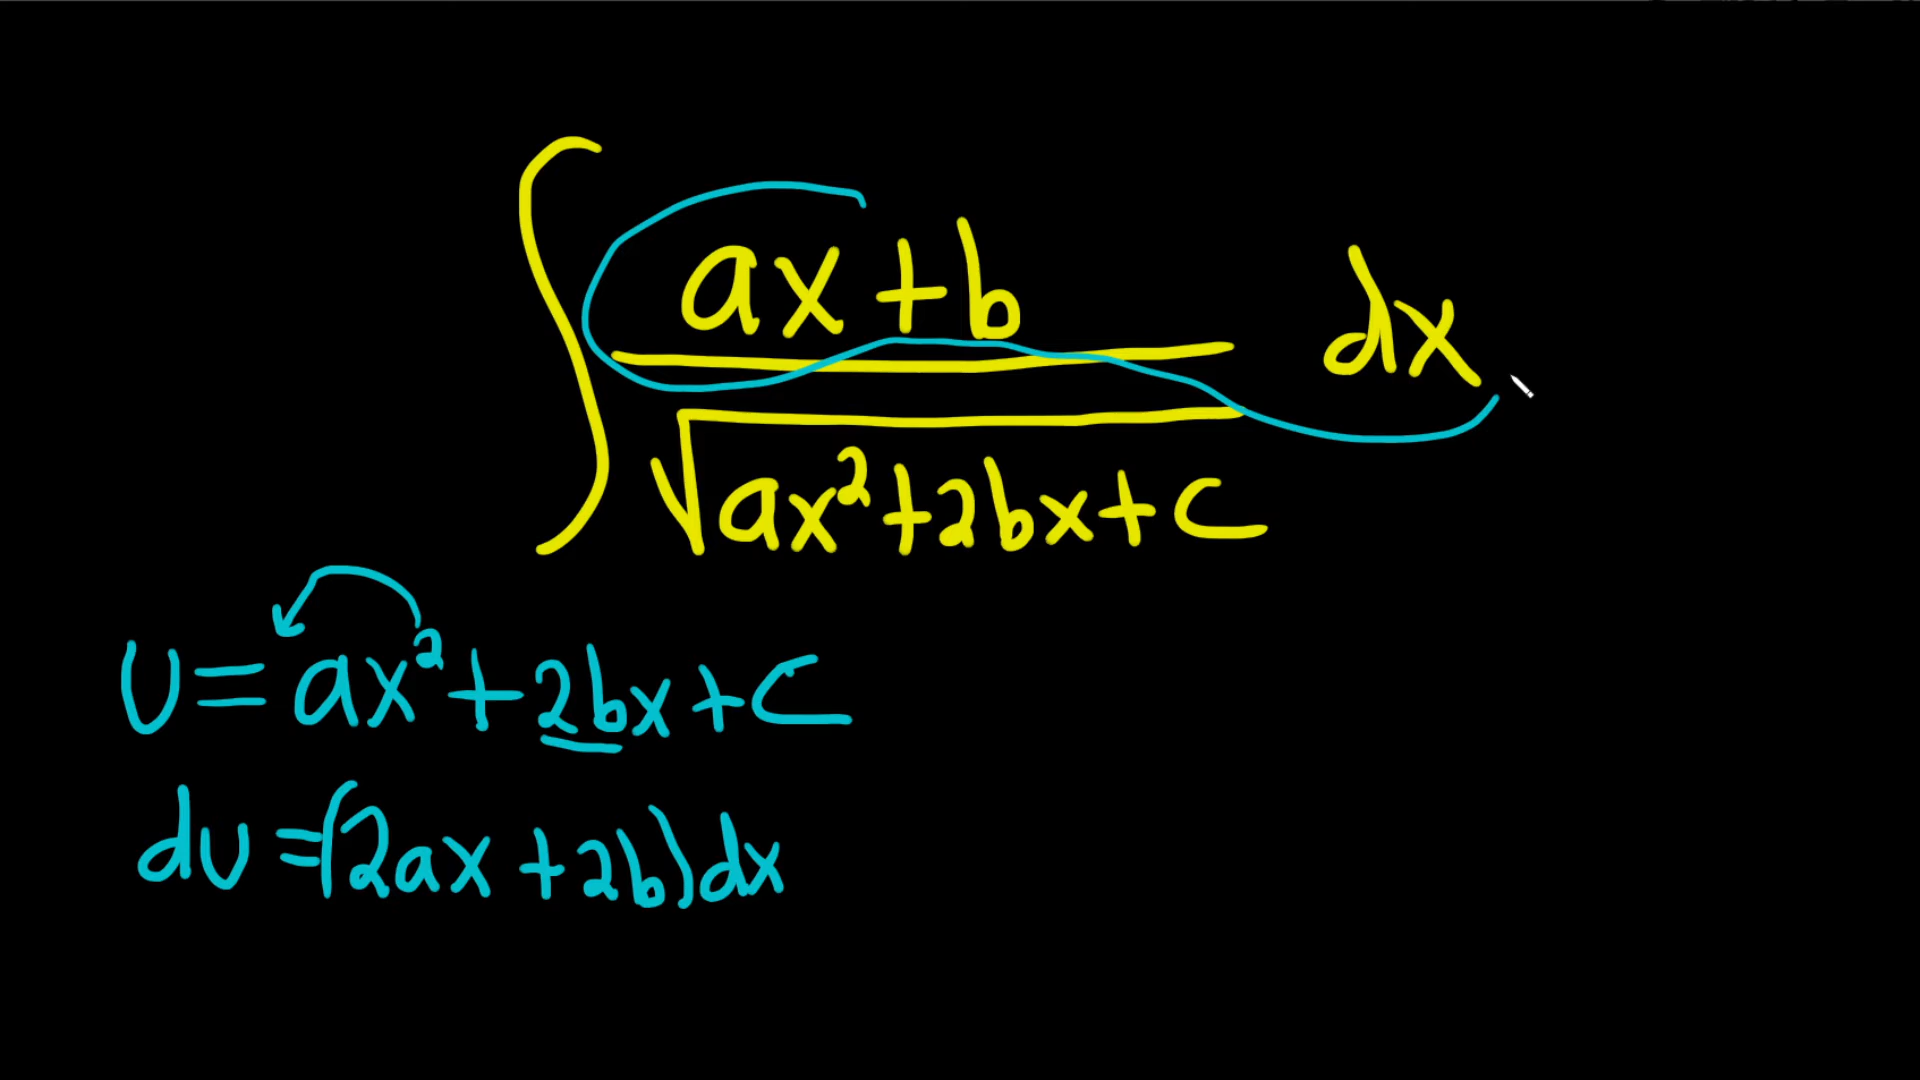 ∫ ax+b dx
√ax²+2bx+c
U=ax²+2bx+c
du=(2ax+2b)dx